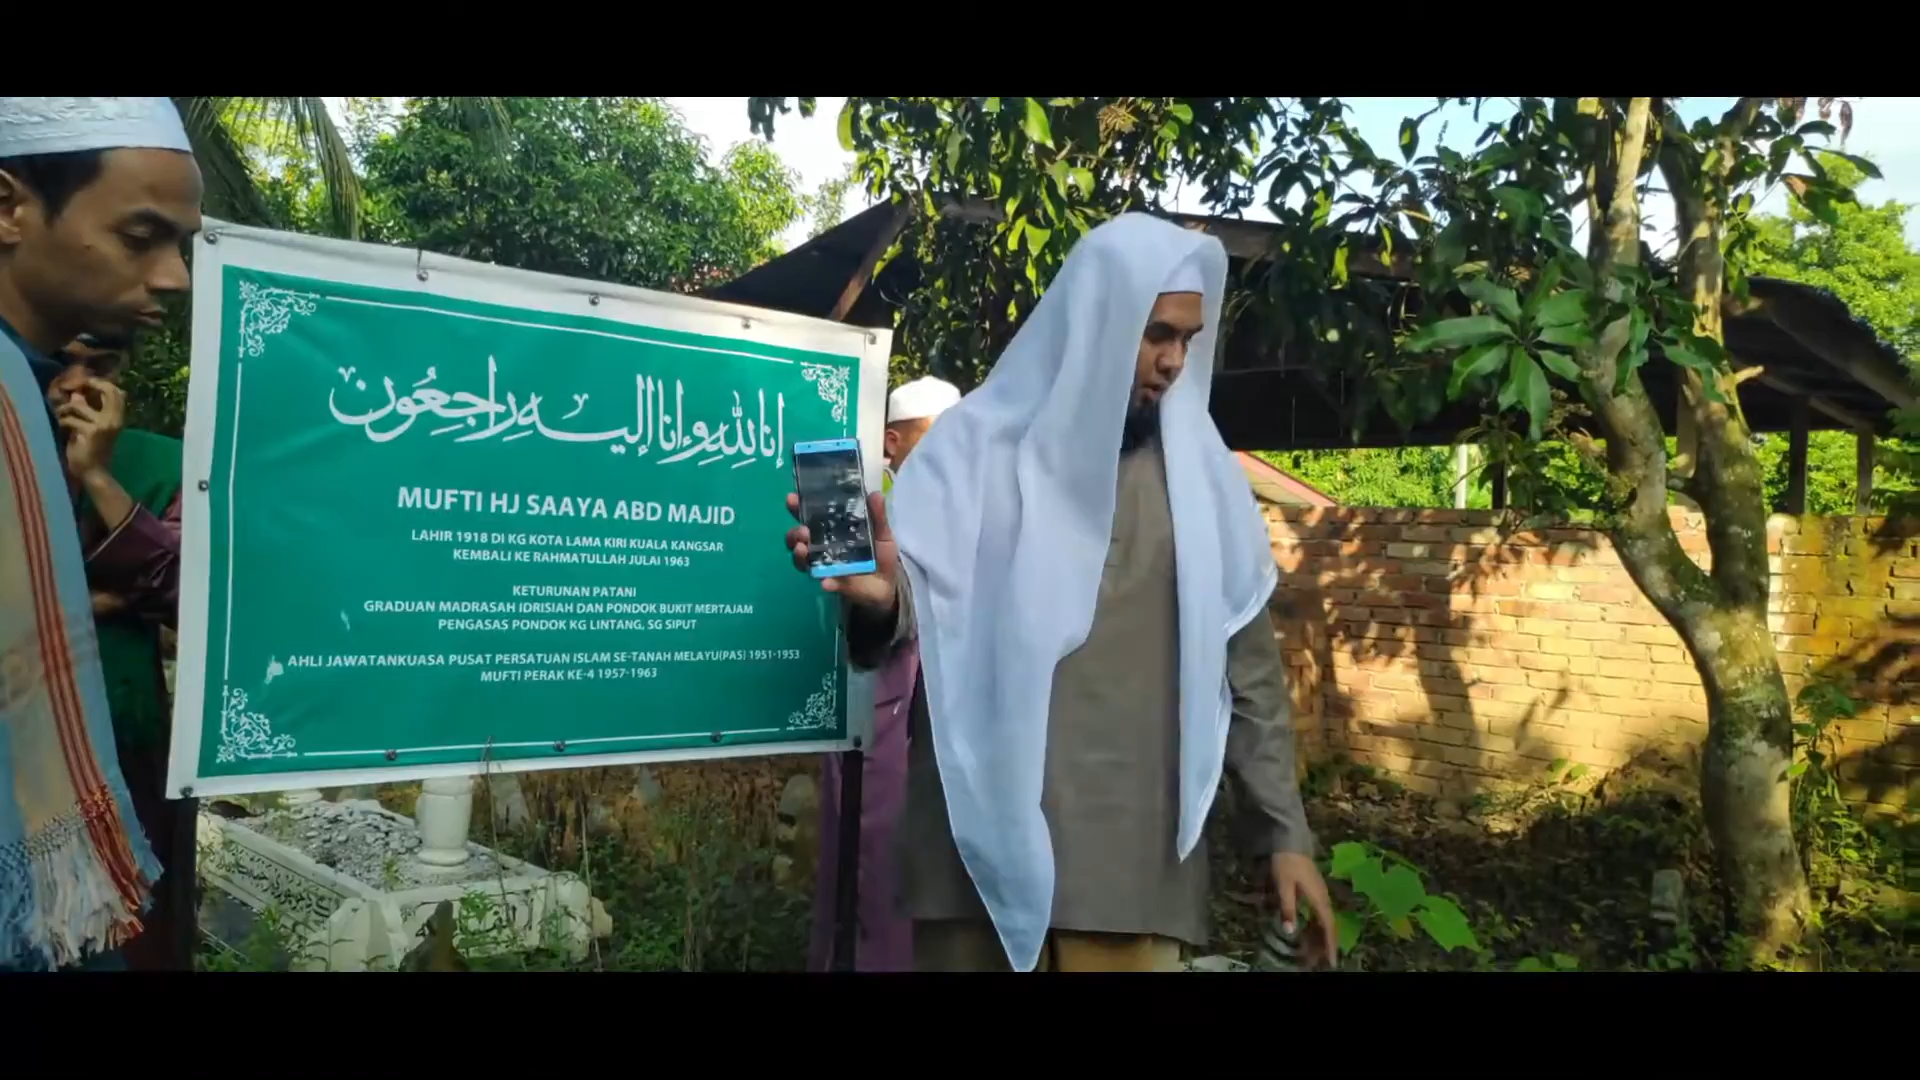 إنا لله وإنا إليه راجعون
MUFTI HJ SAAYA ABD MAJID
LAHIR 1918 DI KG KOTA LAMA KIRI KUALA KANGSAR
KEMBALI KE RAHMATULLAH JULAI 1963
KETURUNAN PATANI
GRADUAN MADRASAH IDRISIAH DAN PONDOK BUKIT MERTAJAM
PENGASAS PONDOK KG LINTANG, SG SIPUT
AHLI JAWATANKUASA PUSAT PERSATUAN ISLAM SE-TANAH MELAYU(PAS) 1951-1953
MUFTI PERAK KE-4 1957-1963